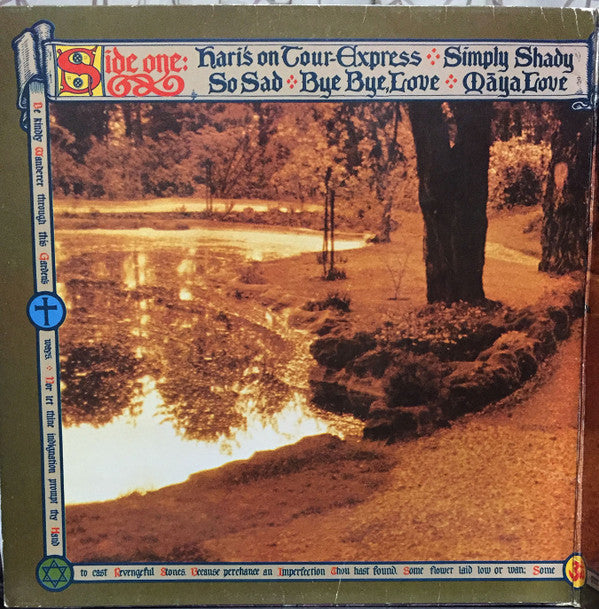 Side one: Hari's on Tour-Express ❖ Simply Shady
So Sad ❖ Bye Bye, Love ❖ Māya Love
Be kindly Wanderer through this Gardens
ways, ❖ Nor let thine indignation prompt thy Hand
to cast Revengeful Stones, Because perchance an Imperfection Thou hast found, Some flower laid low or wan; Some